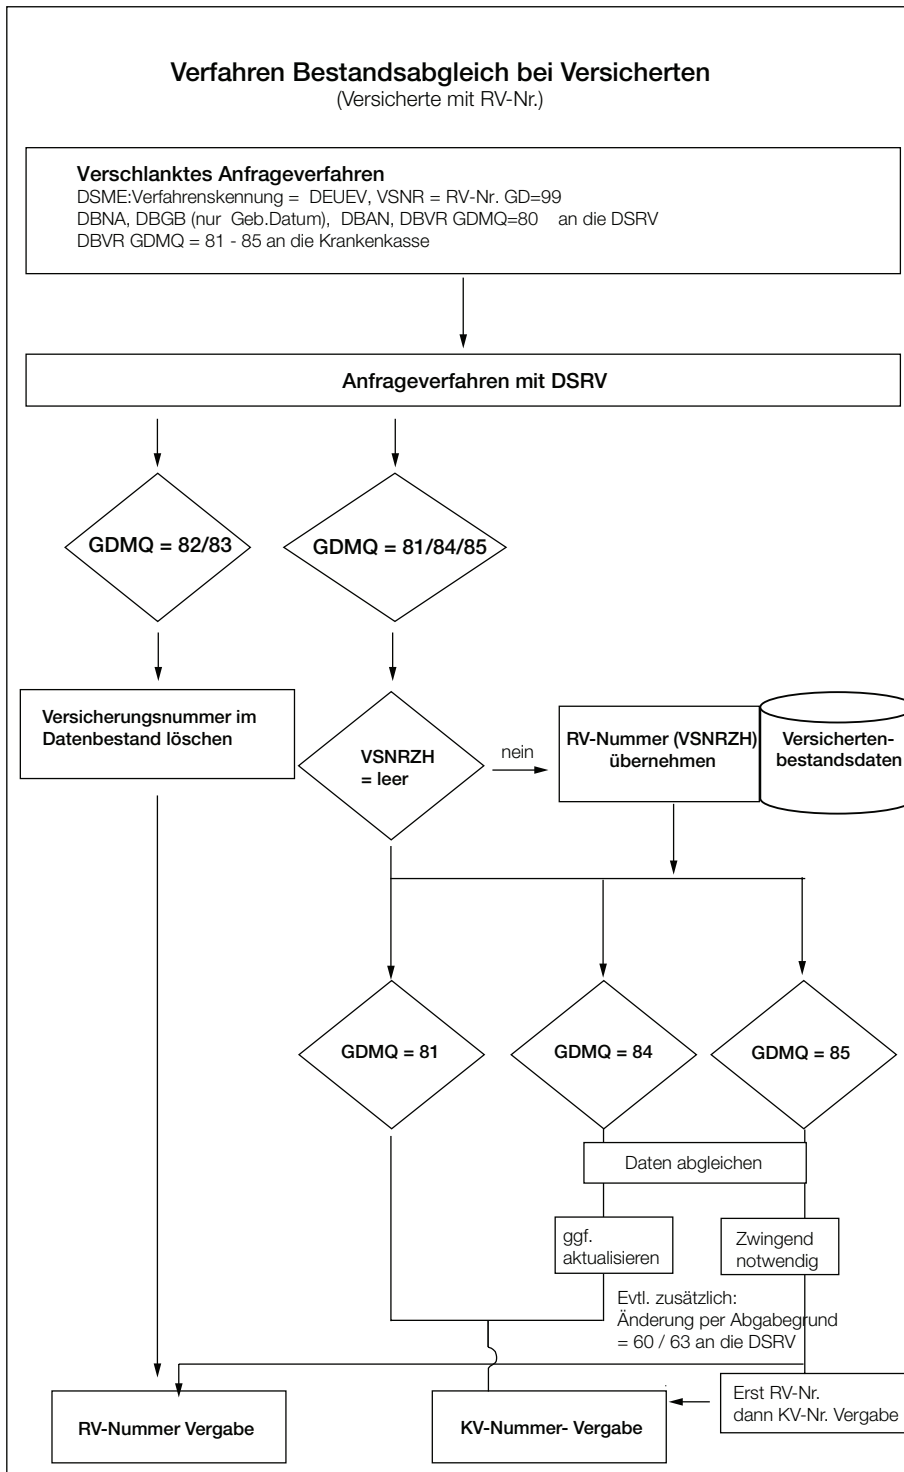 Verfahren Bestandsabgleich bei Versicherten
(Versicherte mit RV-Nr.)
Verschlanktes Anfrageverfahren
DSME:Verfahrenskennung = DEUEV, VSNR = RV-Nr. GD=99
DBNA, DBGB (nur Geb.Datum), DBAN, DBVR GDMQ=80 an die DSRV
DBVR GDMQ = 81 - 85 an die Krankenkasse
Anfrageverfahren mit DSRV
GDMQ = 82/83
GDMQ = 81/84/85
Versicherungsnummer im
Datenbestand löschen
VSNRZH
= leer
nein
RV-Nummer (VSNRZH)
übernehmen
Versicherten-
bestandsdaten
GDMQ = 81
GDMQ = 84
GDMQ = 85
Daten abgleichen
ggf.
aktualisieren
Zwingend
notwendig
Evtl. zusätzlich:
Änderung per Abgabegrund
= 60 / 63 an die DSRV
RV-Nummer Vergabe
KV-Nummer- Vergabe
Erst RV-Nr.
dann KV-Nr. Vergabe